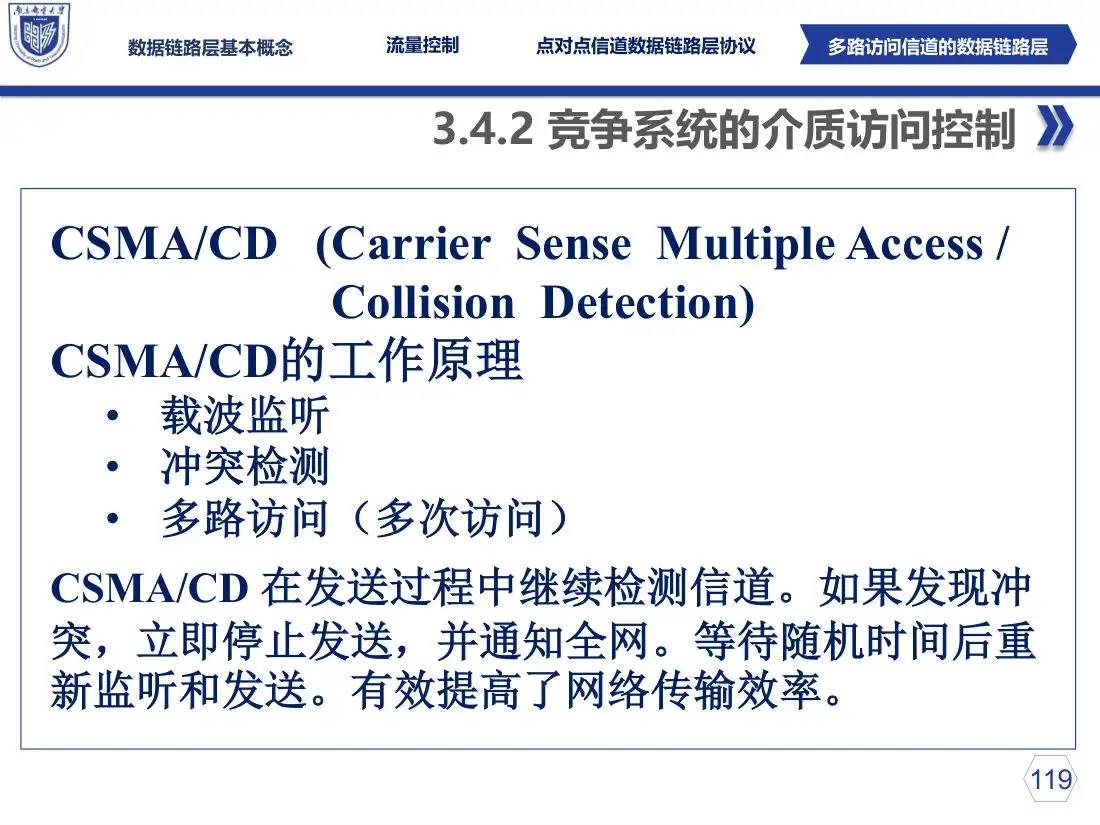 南京邮电大学
数据链路层基本概念
流量控制
点对点信道数据链路层协议
多路访问信道的数据链路层
3.4.2 竞争系统的介质访问控制
CSMA/CD (Carrier Sense Multiple Access /
Collision Detection)
CSMA/CD的工作原理
• 载波监听
• 冲突检测
• 多路访问（多次访问）
CSMA/CD 在发送过程中继续检测信道。如果发现冲
突，立即停止发送，并通知全网。等待随机时间后重
新监听和发送。有效提高了网络传输效率。
119